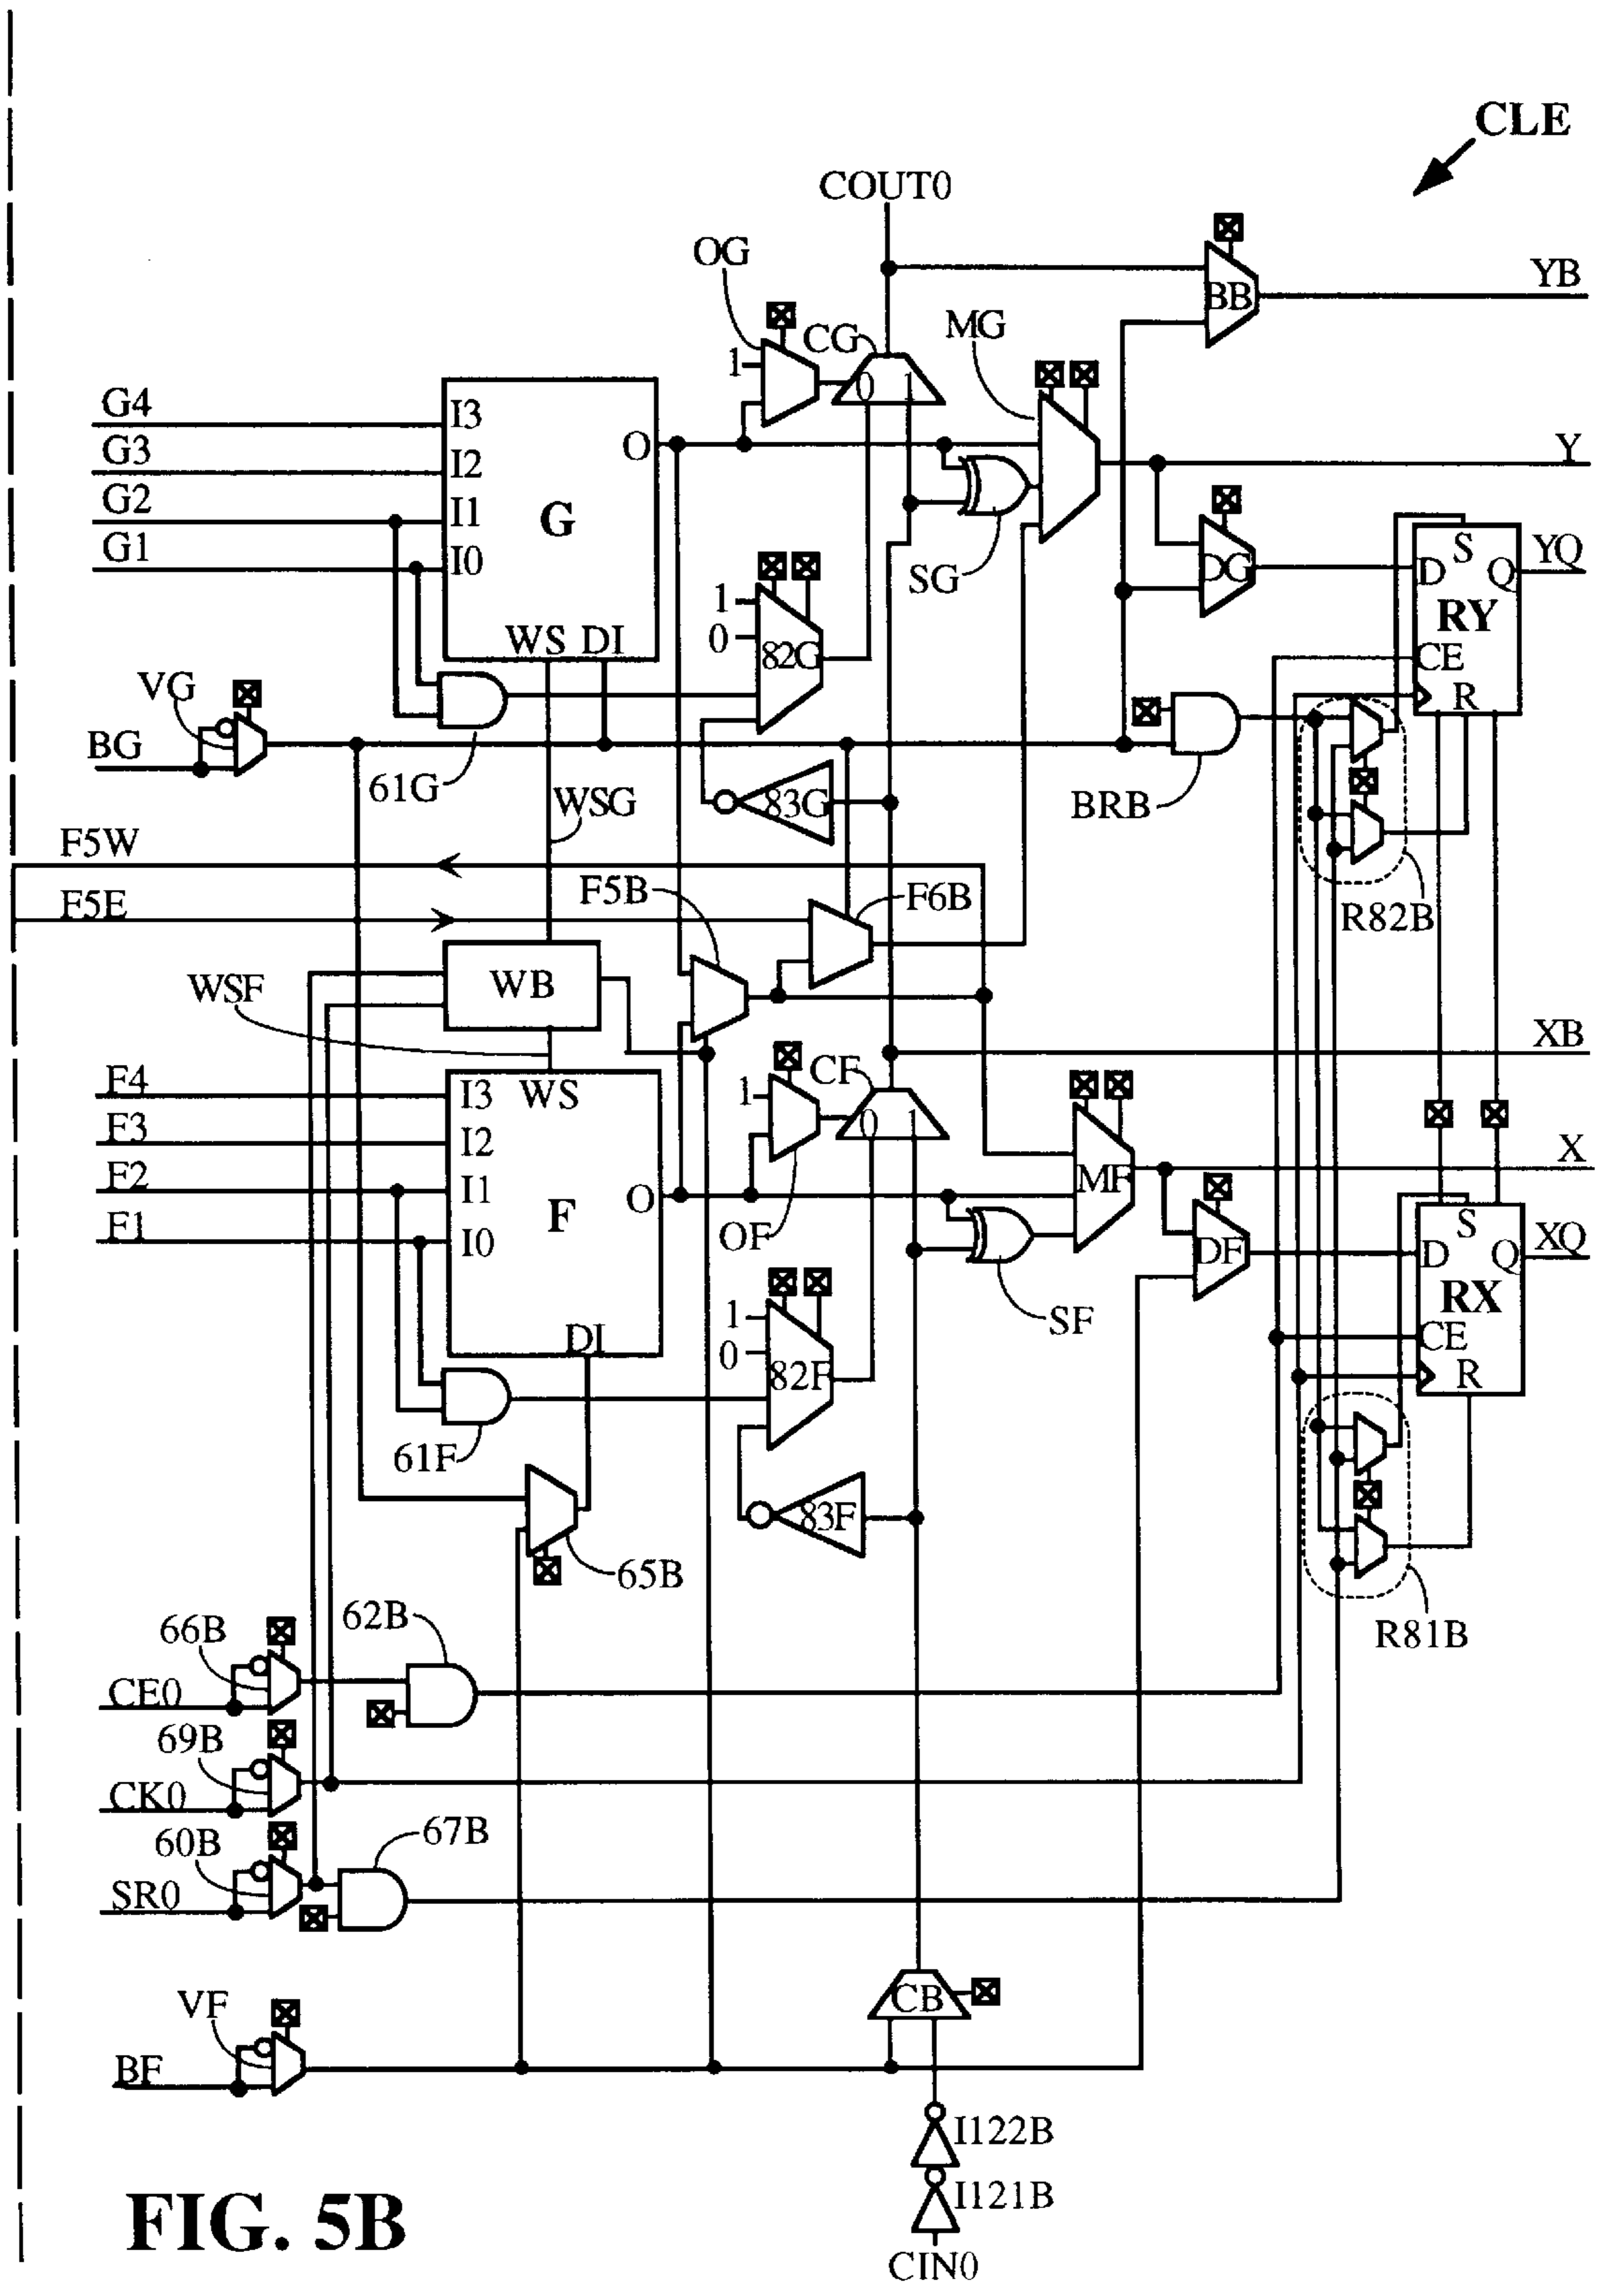 CLE
COUT0
OG
YB
BB
CG
MG
1
0 1
G4
I3
G3
O
Y
I2
G2
I1
G
G1
I0
SG
DG
S
YQ
D
Q
RY
1
0
82G
WS DI
CE
R
VG
BG
61G
WSG
83G
BRB
F5W
F5E
F5B
F6B
R82B
WB
WSF
XB
CF
F4
I3
WS
1
0 1
F3
I2
F2
I1
O
X
MF
F1
I0
F
OF
S
XQ
DF
D
Q
RX
SF
1
0
DI
82F
CE
R
61F
83F
65B
R81B
66B
62B
CE0
69B
CK0
60B
67B
SR0
CB
VF
BF
I122B
I121B
CIN0
FIG. 5B